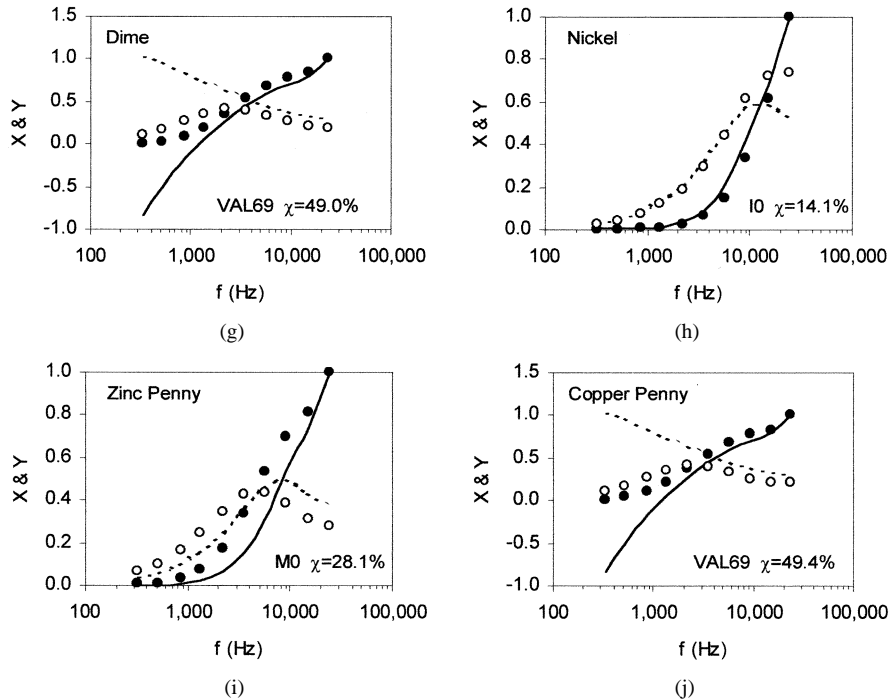 1.5
Dime
1.0
0.5
0.0
-0.5
-1.0
X & Y
VAL69 χ=49.0%
100
1,000
10,000
100,000
f (Hz)
(g)
1.0
Nickel
0.8
0.6
0.4
0.2
0.0
X & Y
I0 χ=14.1%
100
1,000
10,000
100,000
f (Hz)
(h)
1.0
Zinc Penny
0.8
0.6
0.4
0.2
0.0
X & Y
M0 χ=28.1%
100
1,000
10,000
100,000
f (Hz)
(i)
1.5
Copper Penny
1.0
0.5
0.0
-0.5
-1.0
X & Y
VAL69 χ=49.4%
100
1,000
10,000
100,000
f (Hz)
(j)